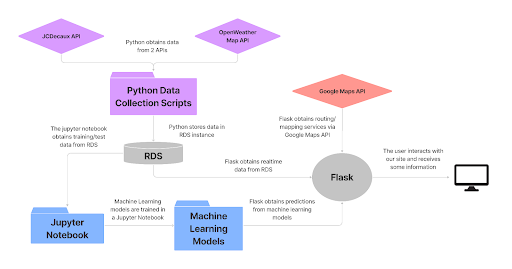 JCDecaux API
OpenWeather
Map API
Python obtains data
from 2 APIs
Python Data
Collection Scripts
Google Maps API
The jupyter notebook
obtains training/test
data from RDS
Python stores data in
RDS instance
Flask obtains routing/
mapping services via
Google Maps API
The user interacts with
our site and receives
some information
RDS
Flask obtains realtime
data from RDS
Flask
Machine Learning
models are trained in
a Jupyter Notebook
Flask obtains predictions
from machine learning
models
Jupyter
Notebook
Machine
Learning
Models